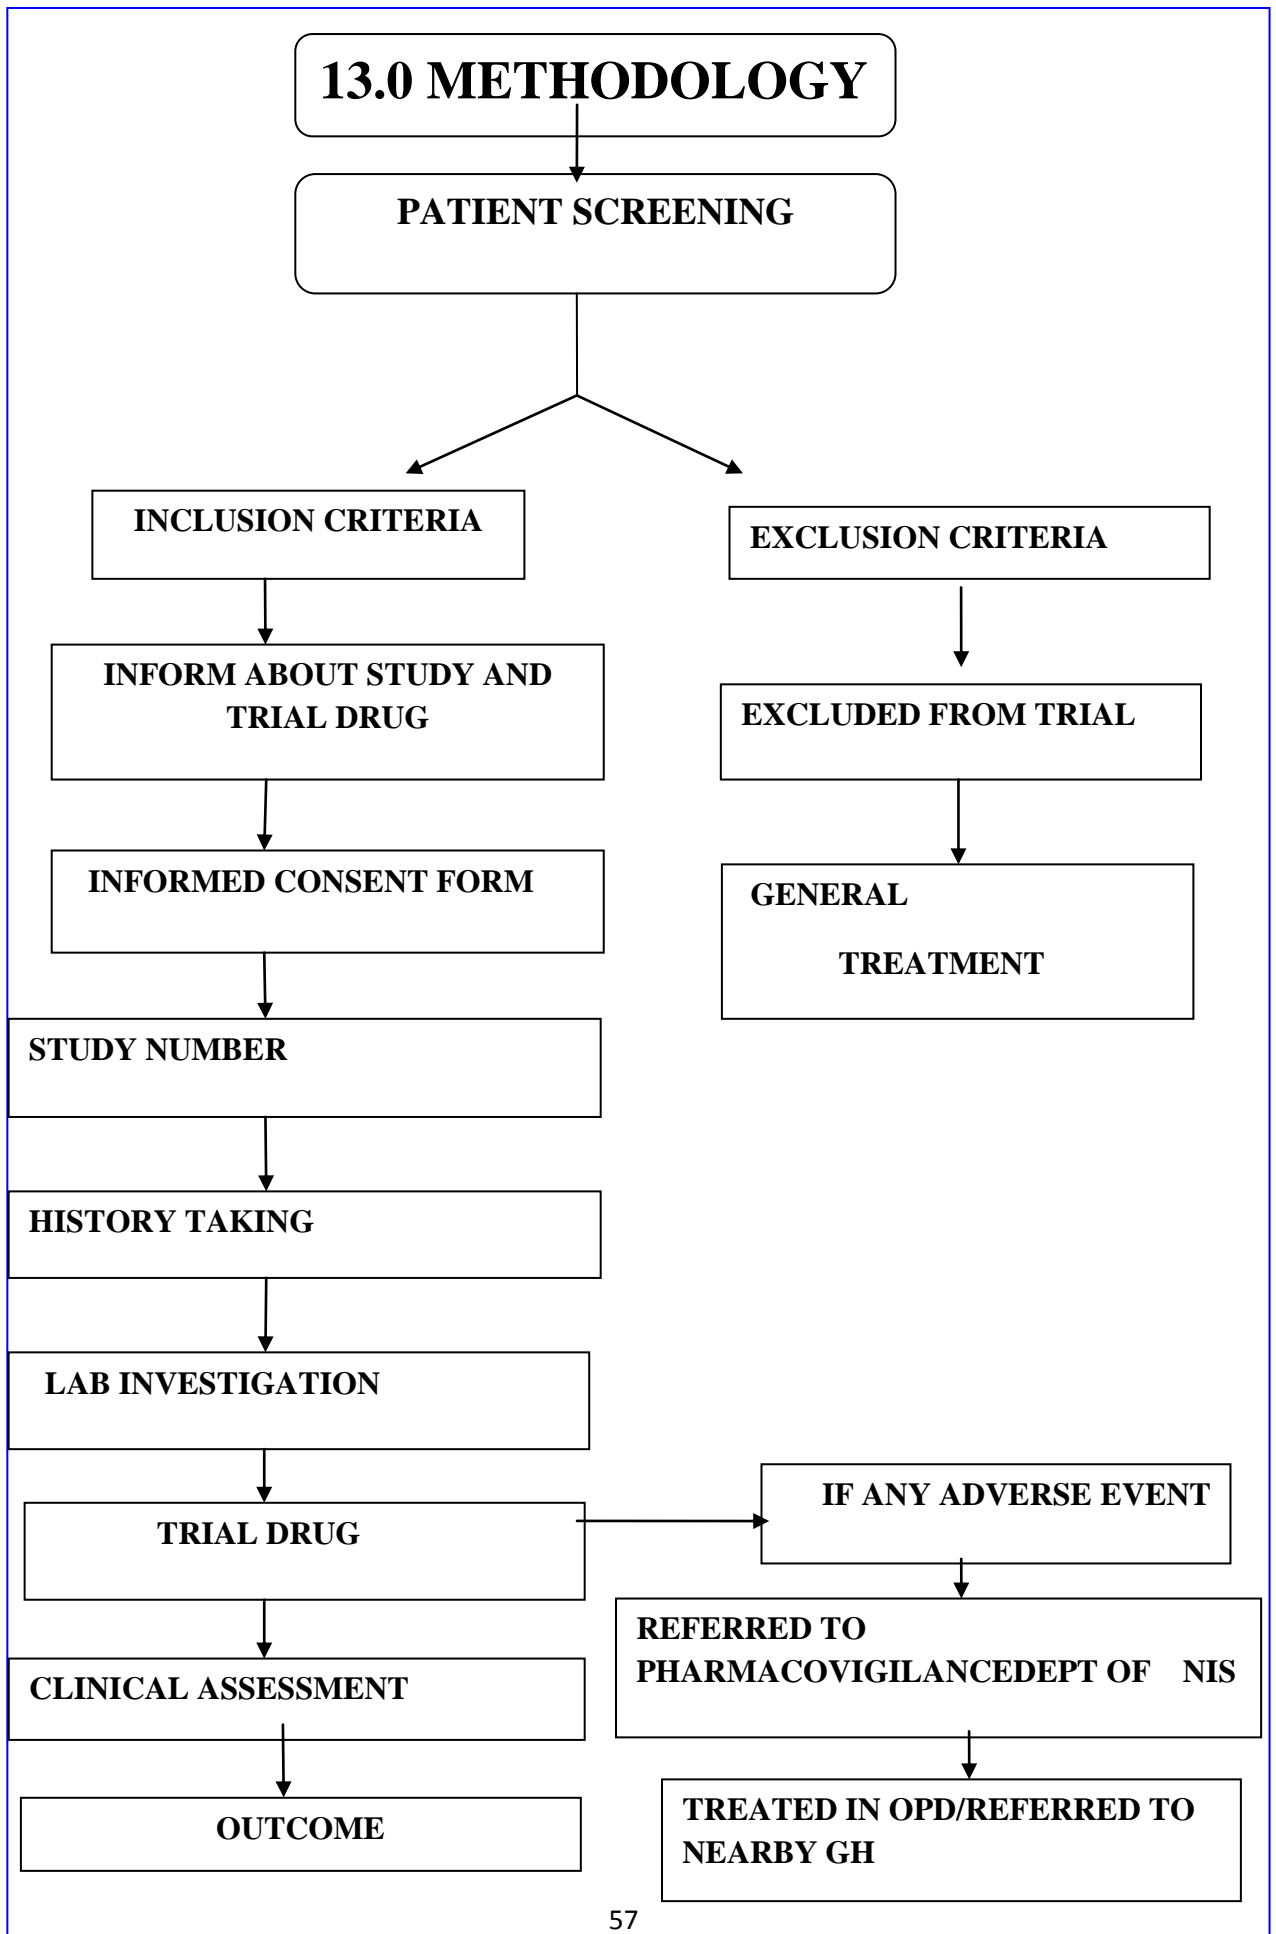 13.0 METHODOLOGY
PATIENT SCREENING
INCLUSION CRITERIA
EXCLUSION CRITERIA
INFORM ABOUT STUDY AND
TRIAL DRUG
EXCLUDED FROM TRIAL
INFORMED CONSENT FORM
GENERAL
TREATMENT
STUDY NUMBER
HISTORY TAKING
LAB INVESTIGATION
IF ANY ADVERSE EVENT
TRIAL DRUG
REFERRED TO
PHARMACOVIGILANCEDEPT OF NIS
CLINICAL ASSESSMENT
TREATED IN OPD/REFERRED TO
NEARBY GH
OUTCOME
57